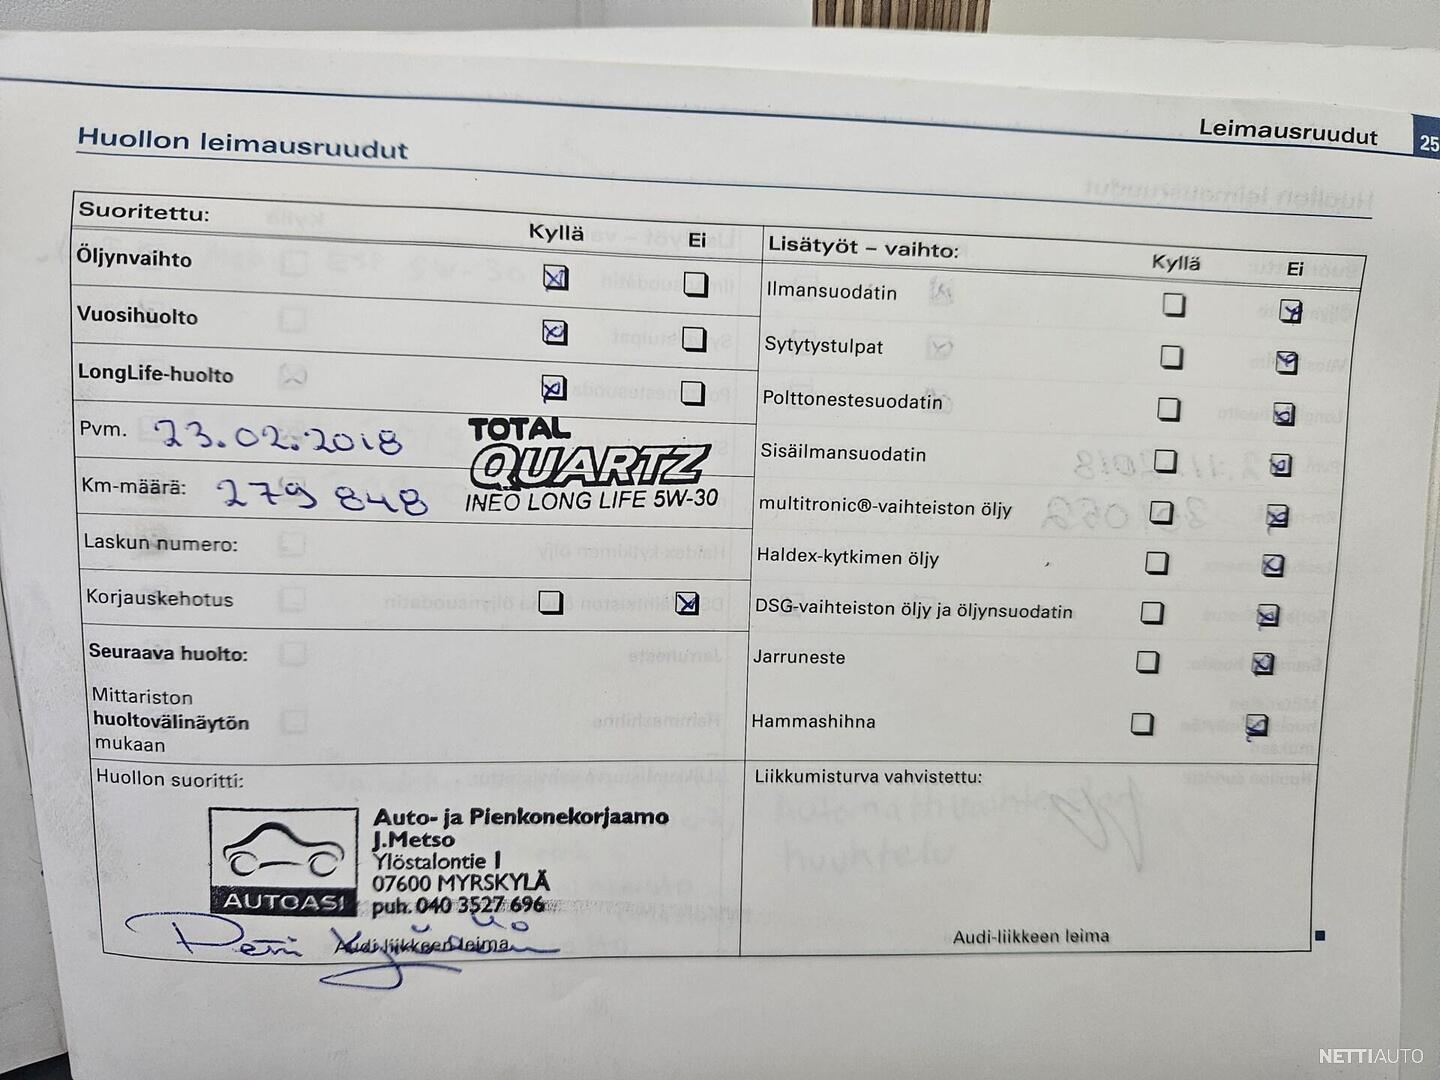 Leimausruudut 25
Huollon leimausruudut
Suoritettu:
Kyllä Ei
Öljynvaihto
Vuosihuolto
LongLife-huolto
Pvm. 23.02.2018
TOTAL
QUARTZ
INEO LONG LIFE 5W-30
Km-määrä: 279 848
Laskun numero:
Korjauskehotus
Seuraava huolto:
Mittariston
huoltovälinäytön
mukaan
Huollon suoritti:
AUTOASI
Auto- ja Pienkonekorjaamo
J.Metso
Ylöstalontie 1
07600 MYRSKYLÄ
puh. 040 3527 696
Petri
Audi-liikkeen leima
Lisätyöt – vaihto:
Kyllä Ei
Ilmansuodatin
Sytytystulpat
Polttonestesuodatin
Sisäilmansuodatin
multitronic®-vaihteiston öljy
Haldex-kytkimen öljy
DSG-vaihteiston öljy ja öljynsuodatin
Jarruneste
Hammashihna
Liikkumisturva vahvistettu:
Audi-liikkeen leima
NETTIAUTO